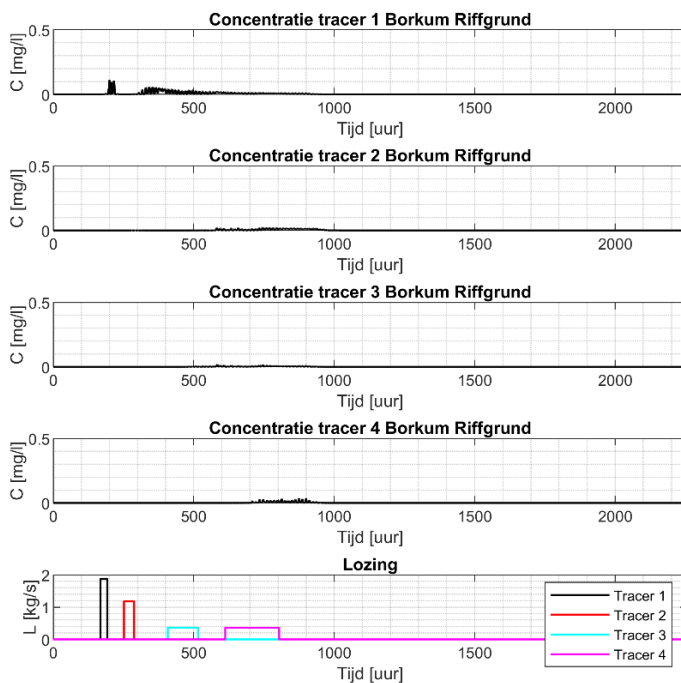 Concentratie tracer 1 Borkum Riffgrund
C [mg/l]
0.5
0
0 500 1000 1500 2000
Tijd [uur]
Concentratie tracer 2 Borkum Riffgrund
C [mg/l]
0.5
0
0 500 1000 1500 2000
Tijd [uur]
Concentratie tracer 3 Borkum Riffgrund
C [mg/l]
0.5
0
0 500 1000 1500 2000
Tijd [uur]
Concentratie tracer 4 Borkum Riffgrund
C [mg/l]
0.5
0
0 500 1000 1500 2000
Tijd [uur]
Lozing
L [kg/s]
2
1
0
Tracer 1
Tracer 2
Tracer 3
Tracer 4
0 500 1000 1500 2000
Tijd [uur]